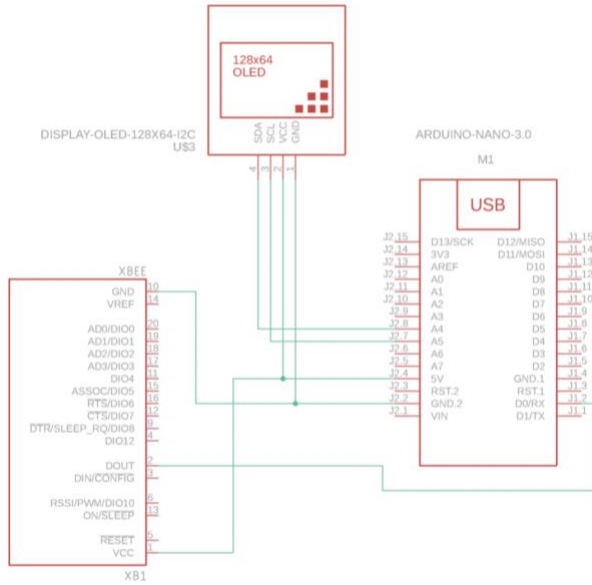 128x64
OLED
SDA
SCL
VCC
GND
4
3
2
1
DISPLAY-OLED-128X64-I2C
U$3
ARDUINO-NANO-3.0
M1
USB
J2.15 D13/SCK D12/MISO J1.15
J2.14 3V3 D11/MOSI J1.14
J2.13 AREF D10 J1.13
J2.12 A0 D9 J1.12
J2.11 A1 D8 J1.11
J2.10 A2 D7 J1.10
J2.9 A3 D6 J1.9
J2.8 A4 D5 J1.8
J2.7 A5 D4 J1.7
J2.6 A6 D3 J1.6
J2.5 A7 D2 J1.5
J2.4 5V GND.1 J1.4
J2.3 RST.2 RST.1 J1.3
J2.2 GND.2 D0/RX J1.2
J2.1 VIN D1/TX J1.1
XBEE
GND 10
VREF 14
AD0/DIO0 20
AD1/DIO1 19
AD2/DIO2 18
AD3/DIO3 17
DIO4 11
ASSOC/DIO5 15
RTS/DIO6 16
CTS/DIO7 12
DTR/SLEEP_RQ/DIO8 9
DIO12 4
DOUT 2
DIN/CONFIG 3
RSSI/PWM/DIO10 6
ON/SLEEP 13
RESET 5
VCC 1
XB1